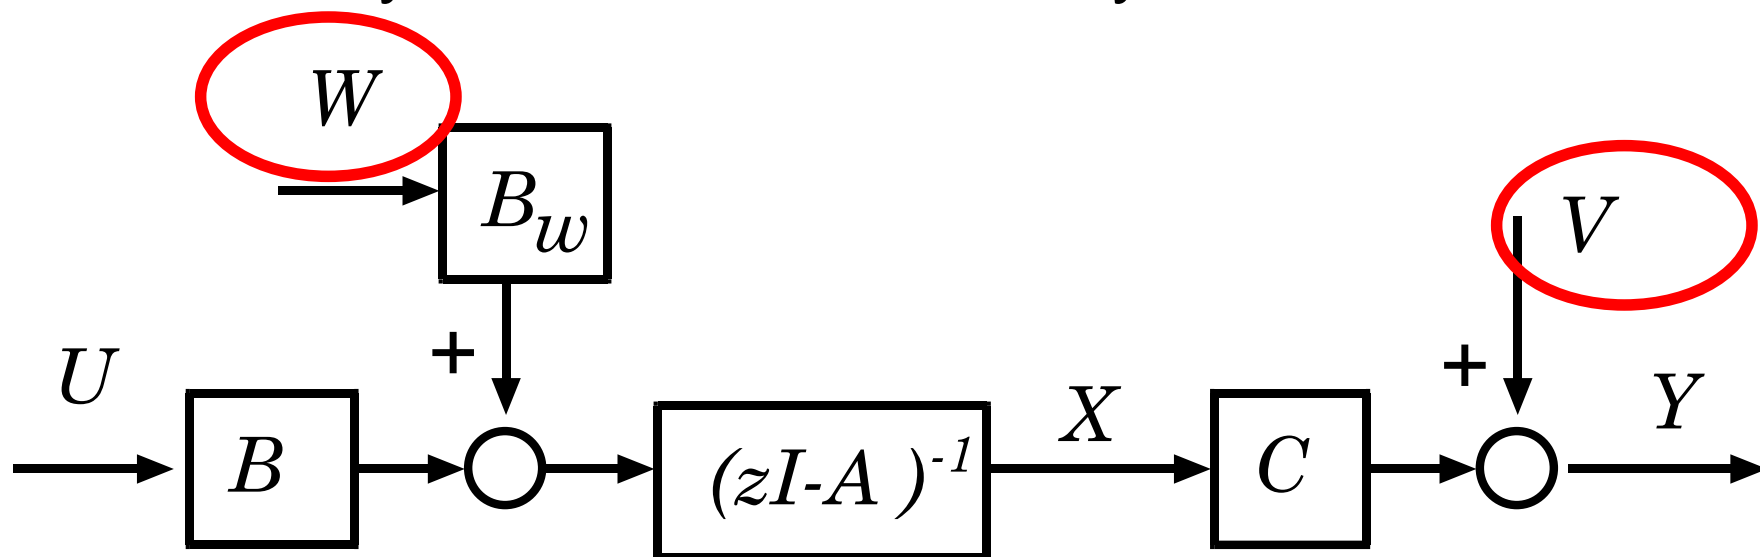 W
B_w
V
+
+
U
X
Y
B
(zI-A )^{-1}
C